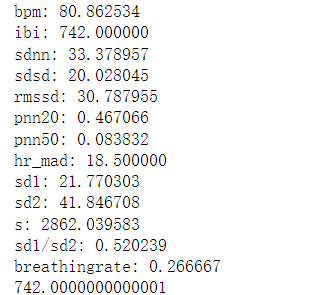 bpm: 80.862534
ibi: 742.000000
sdnn: 33.378957
sdsd: 20.028045
rmssd: 30.787955
pnn20: 0.467066
pnn50: 0.083832
hr_mad: 18.500000
sd1: 21.770303
sd2: 41.846708
s: 2862.039583
sd1/sd2: 0.520239
breathingrate: 0.266667
742.0000000000001